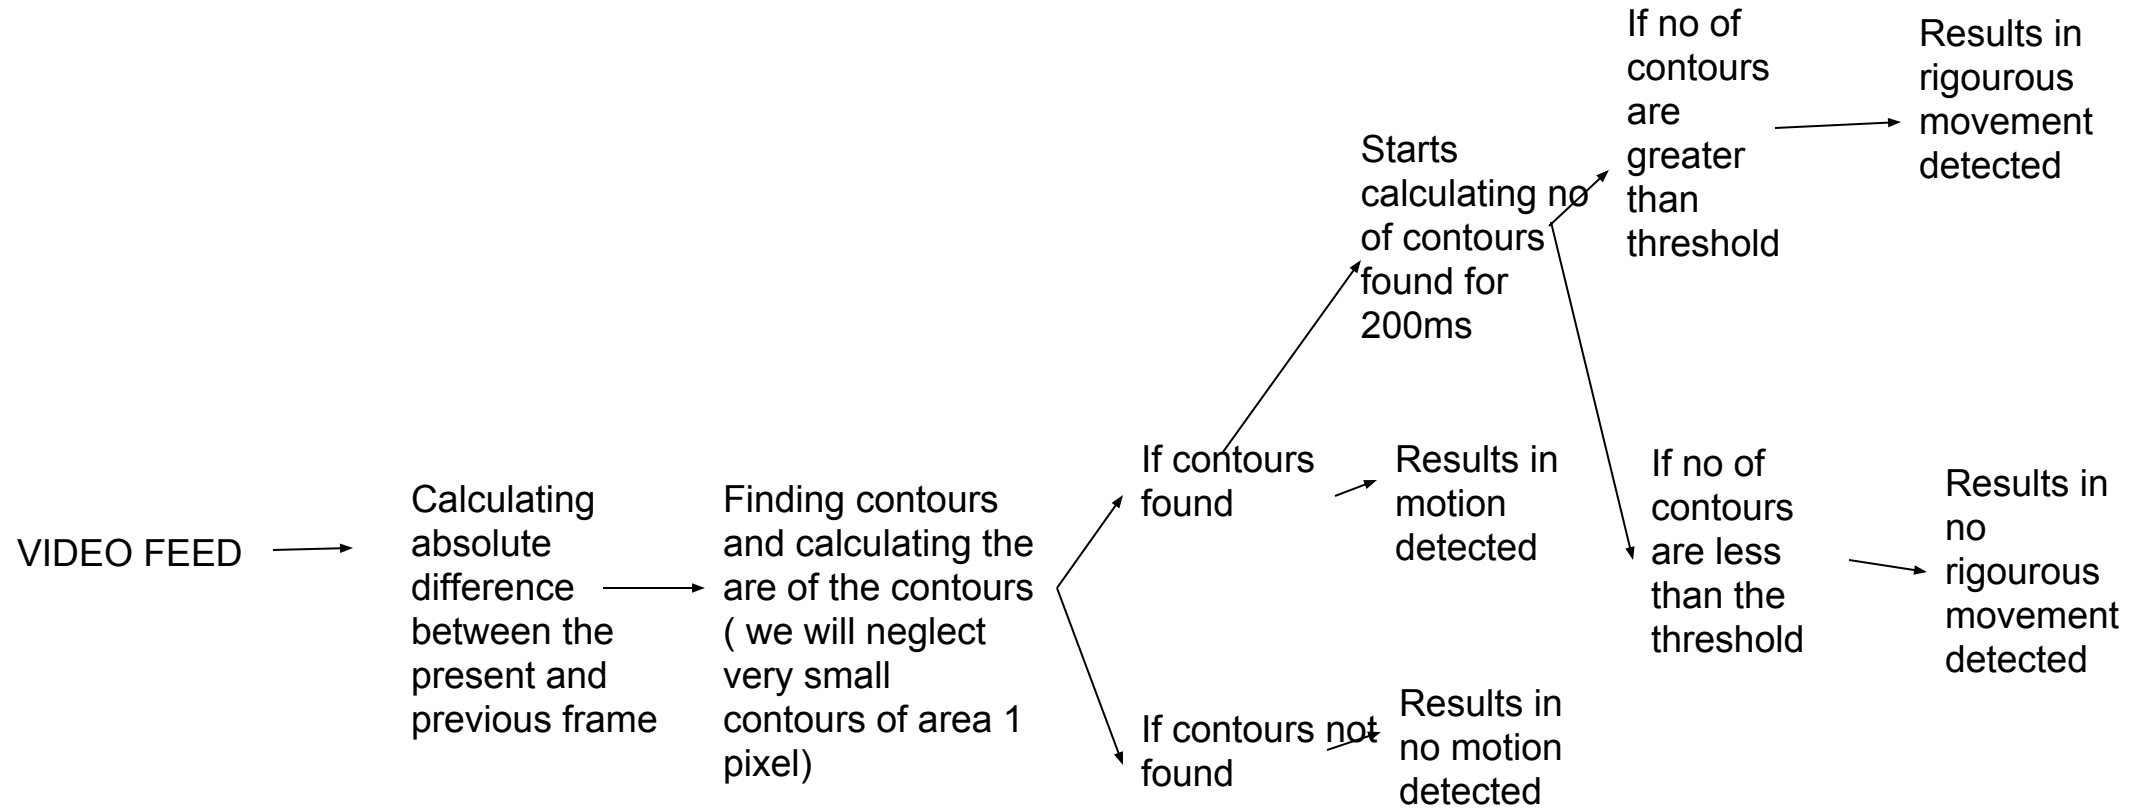 VIDEO FEED
Calculating
absolute
difference
between the
present and
previous frame
Finding contours
and calculating the
are of the contours
( we will neglect
very small
contours of area 1
pixel)
If contours
found
Results in
motion
detected
If contours not
found
Results in
no motion
detected
Starts
calculating no
of contours
found for
200ms
If no of
contours
are
greater
than
threshold
Results in
rigourous
movement
detected
If no of
contours
are less
than the
threshold
Results in
no
rigourous
movement
detected